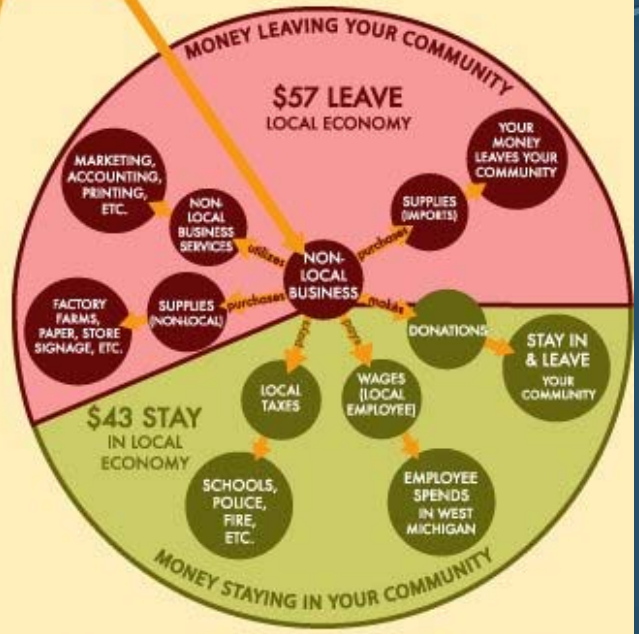 MONEY LEAVING YOUR COMMUNITY
$57 LEAVE
LOCAL ECONOMY
MARKETING,
ACCOUNTING,
PRINTING,
ETC.
NON-
LOCAL
BUSINESS
SERVICES
utilizes
SUPPLIES
(IMPORTS)
purchases
YOUR
MONEY
LEAVES YOUR
COMMUNITY
NON-
LOCAL
BUSINESS
FACTORY
FARMS,
PAPER, STORE
SIGNAGE, ETC.
SUPPLIES
(NON-LOCAL)
purchases
makes
DONATIONS
STAY IN
& LEAVE
YOUR
COMMUNITY
pays
pays
$43 STAY
IN LOCAL
ECONOMY
LOCAL
TAXES
WAGES
(LOCAL
EMPLOYEE)
SCHOOLS,
POLICE,
FIRE,
ETC.
EMPLOYEE
SPENDS
IN WEST
MICHIGAN
MONEY STAYING IN YOUR COMMUNITY